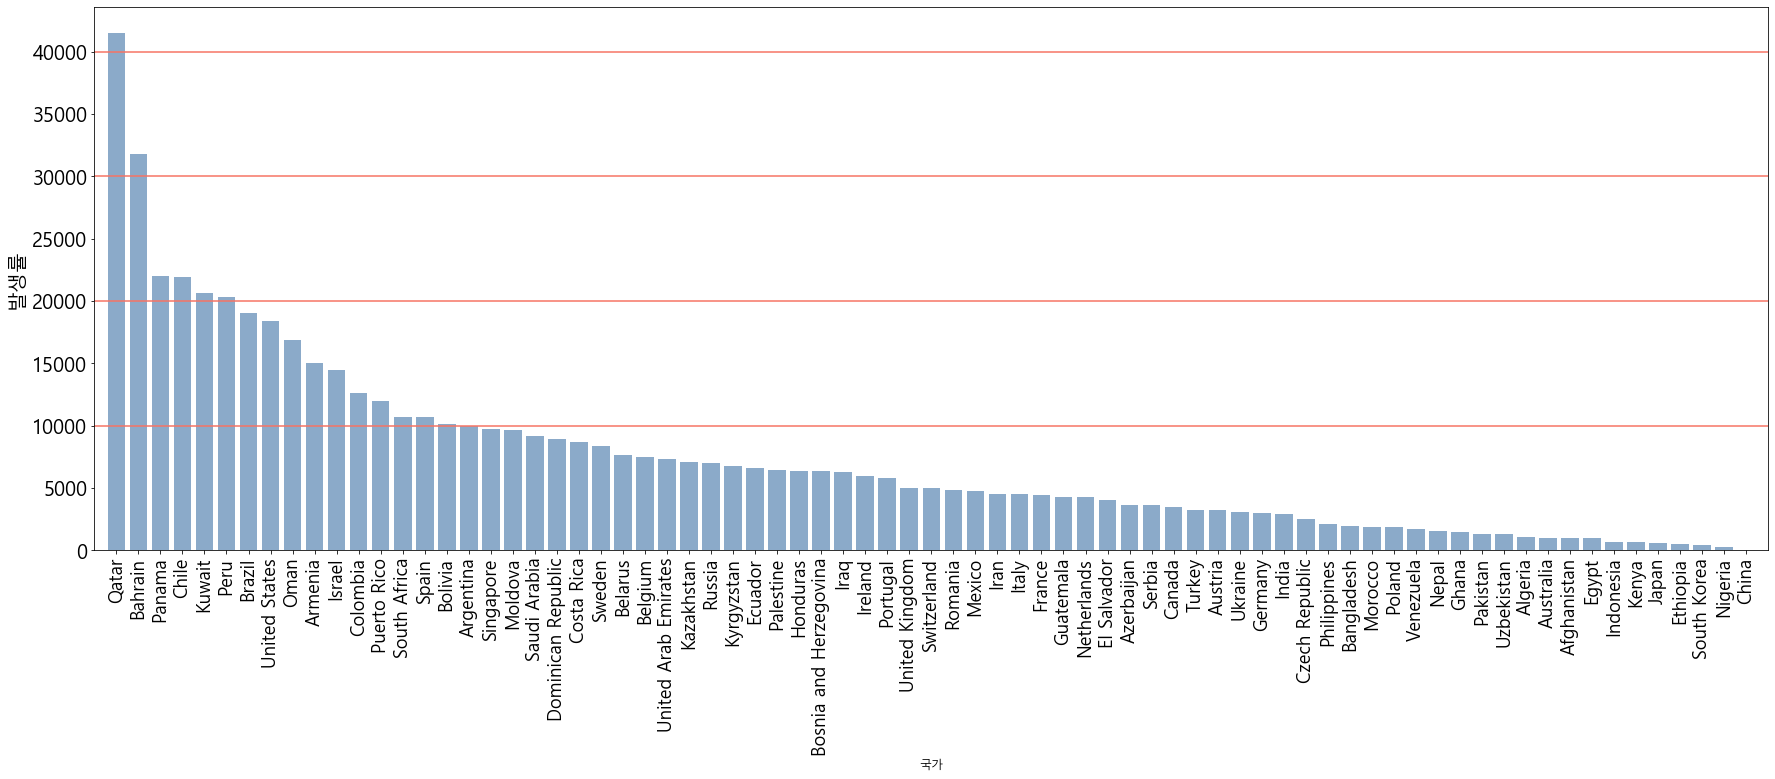 발생률
40000
35000
30000
25000
20000
15000
10000
5000
0
Qatar
Bahrain
Panama
Chile
Kuwait
Peru
Brazil
United States
Oman
Armenia
Israel
Colombia
Puerto Rico
South Africa
Spain
Bolivia
Argentina
Singapore
Moldova
Saudi Arabia
Dominican Republic
Costa Rica
Sweden
Belarus
Belgium
United Arab Emirates
Kazakhstan
Russia
Kyrgyzstan
Ecuador
Palestine
Honduras
Bosnia and Herzegovina
Iraq
Ireland
Portugal
United Kingdom
Switzerland
Romania
Mexico
Iran
Italy
France
Guatemala
Netherlands
El Salvador
Azerbaijan
Serbia
Canada
Turkey
Austria
Ukraine
Germany
India
Czech Republic
Philippines
Bangladesh
Morocco
Poland
Venezuela
Nepal
Ghana
Pakistan
Uzbekistan
Algeria
Australia
Afghanistan
Egypt
Indonesia
Kenya
Japan
Ethiopia
South Korea
Nigeria
China
국가